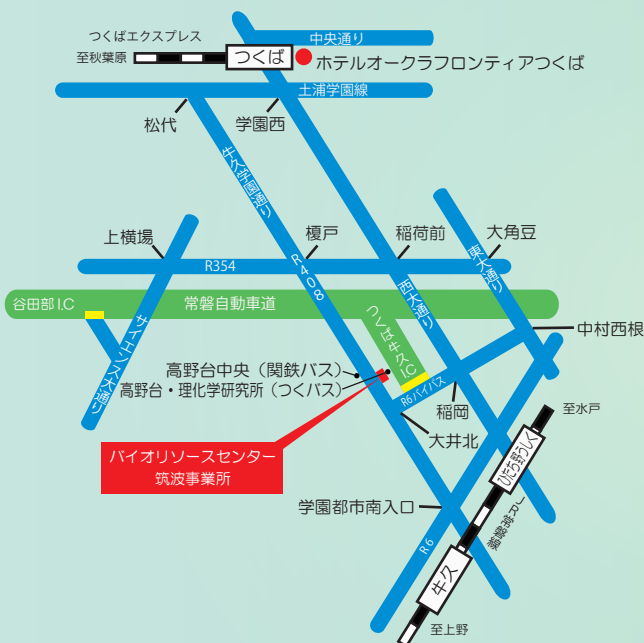 つくばエクスプレス
中央通り
至秋葉原
つくば
ホテルオークラフロンティアつくば
土浦学園線
松代
学園西
牛久学園通り
上横場
榎戸
稲荷前
大角豆
東大通り
R354
R408
西大通り
谷田部I.C
常磐自動車道
つくば牛久I.C
サイエンス大通り
中村西根
高野台中央（関鉄バス）
高野台・理化学研究所（つくバス）
R6バイパス
稲岡
至水戸
大井北
バイオリソースセンター
筑波事業所
ひたち野うしく
学園都市南入口
JR常磐線
R6
牛久
至上野